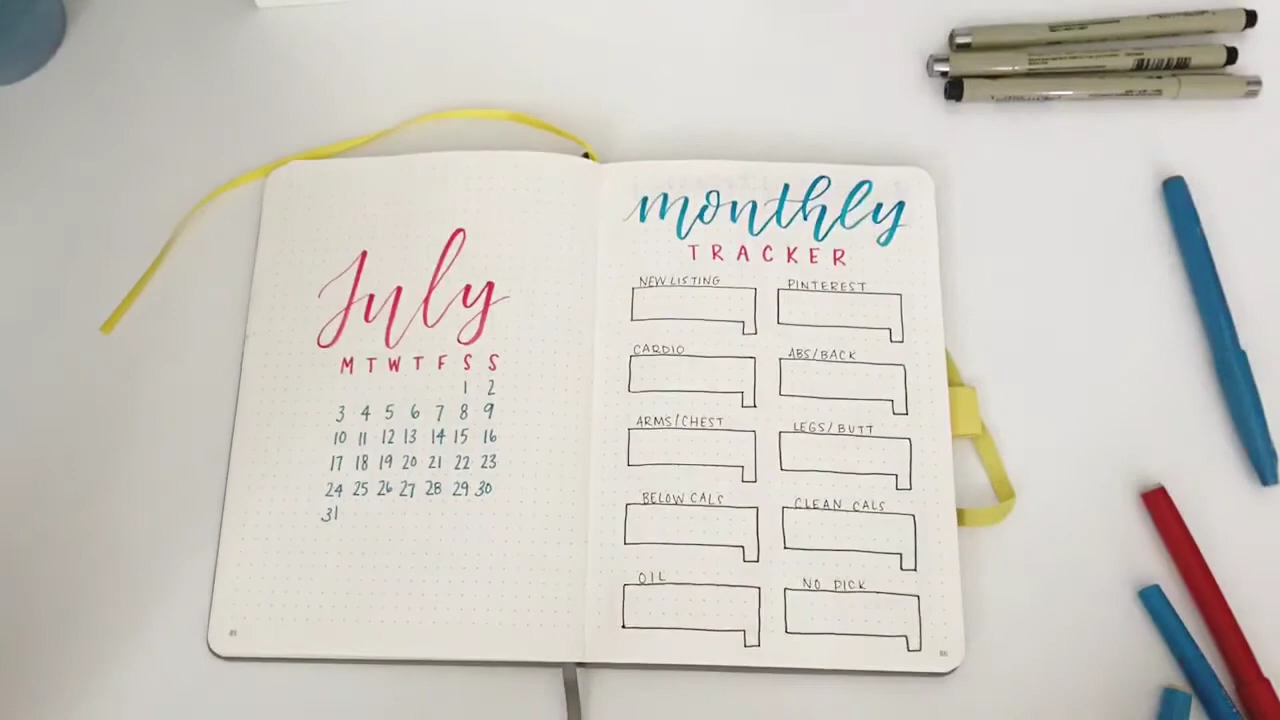 July
M T W T F S S
1 2
3 4 5 6 7 8 9
10 11 12 13 14 15 16
17 18 19 20 21 22 23
24 25 26 27 28 29 30
31
monthly
TRACKER
NEW LISTING PINTEREST
CARDIO ABS/BACK
ARMS/CHEST LEGS/BUTT
BELOW CALS CLEAN CALS
OIL NO PICK